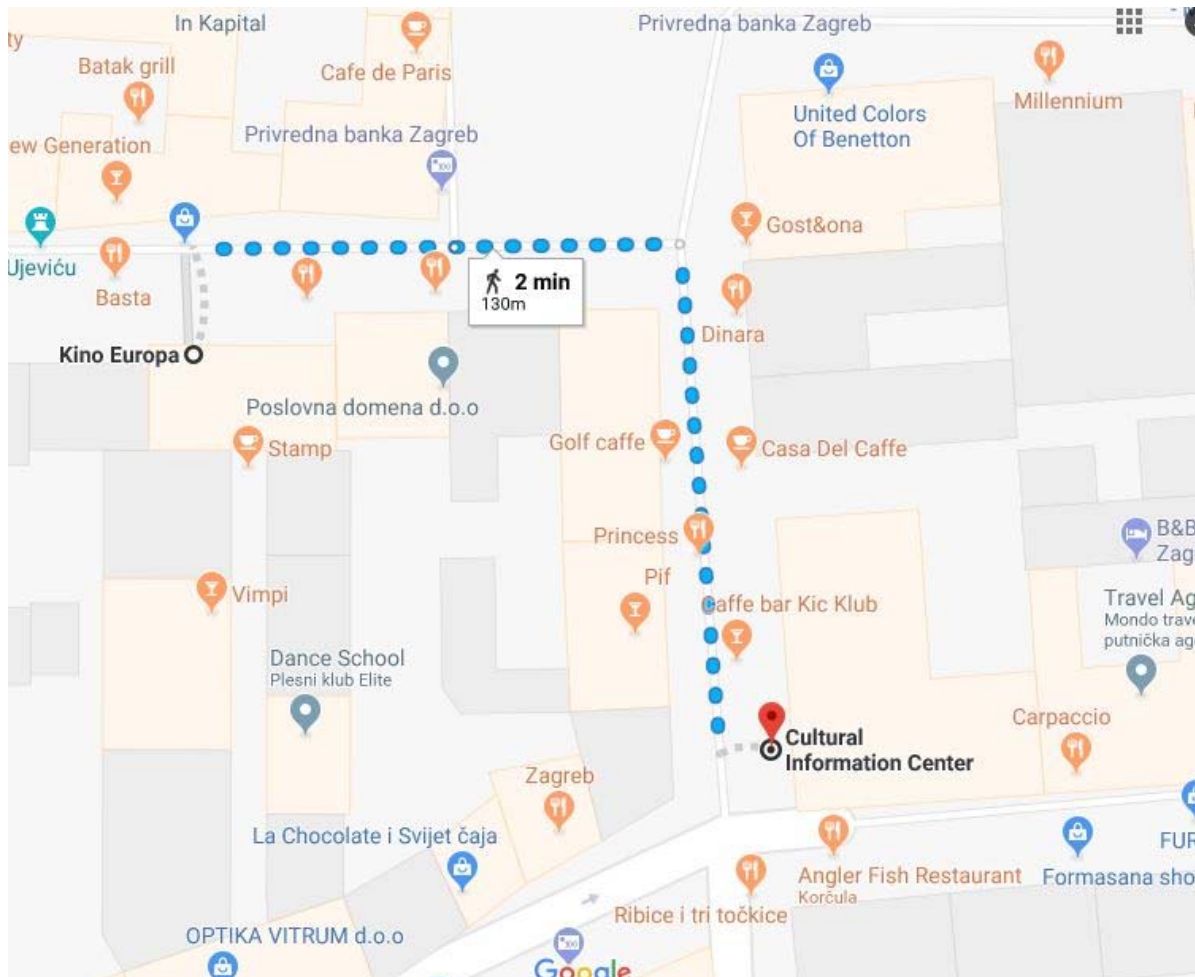 In Kapital
Privredna banka Zagreb
ty
Batak grill
Cafe de Paris
United Colors
Of Benetton
Millennium
Privredna banka Zagreb
ew Generation
Gost&ona
Ujeviću
Basta
2 min
130m
Dinara
Kino Europa
Poslovna domena d.o.o
Stamp
Golf caffe
Casa Del Caffe
Princess
B&B
Zag
Pif
Vimpi
Caffe bar Kic Klub
Travel Ag
Mondo trave
putnička ag
Dance School
Plesni klub Elite
Carpaccio
Cultural
Information Center
Zagreb
La Chocolate i Svijet čaja
FUR
Angler Fish Restaurant
Korčula
Formasana sho
Ribice i tri točkice
OPTIKA VITRUM d.o.o
Google